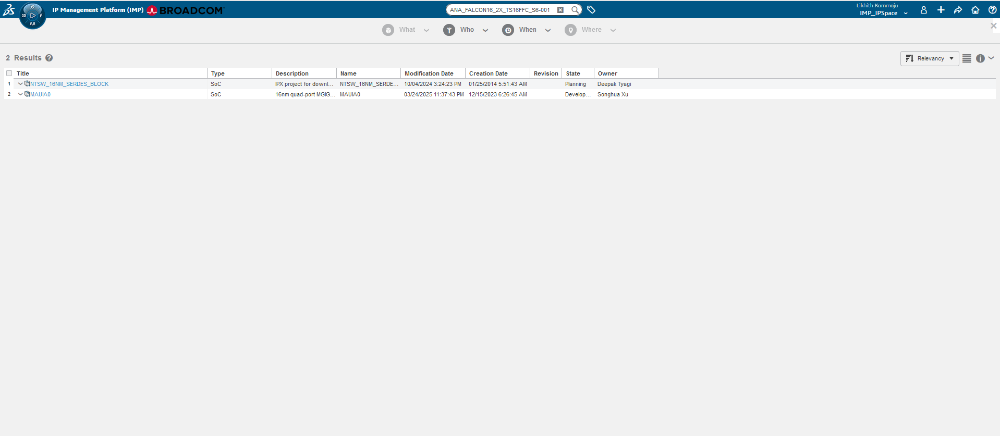 IP Management Platform (IMP) BROADCOM
ANA_FALCON16_2X_TS16FFC_S6-001
Likhith Kommoju
IMP_IPSpace
3D V.R
What Who When Where
2 Results
Relevancy
Title Type Description Name Modification Date Creation Date Revision State Owner
1 NTSW_16NM_SERDES_BLOCK SoC IPX project for downl... NTSW_16NM_SERDE... 10/04/2024 3:24:23 PM 01/25/2014 5:51:43 AM Planning Deepak Tyagi
2 MAUIA0 SoC 16nm quad-port MGIG... MAUIA0 03/24/2025 11:37:43 PM 12/15/2023 6:26:45 AM Develop... Songhua Xu